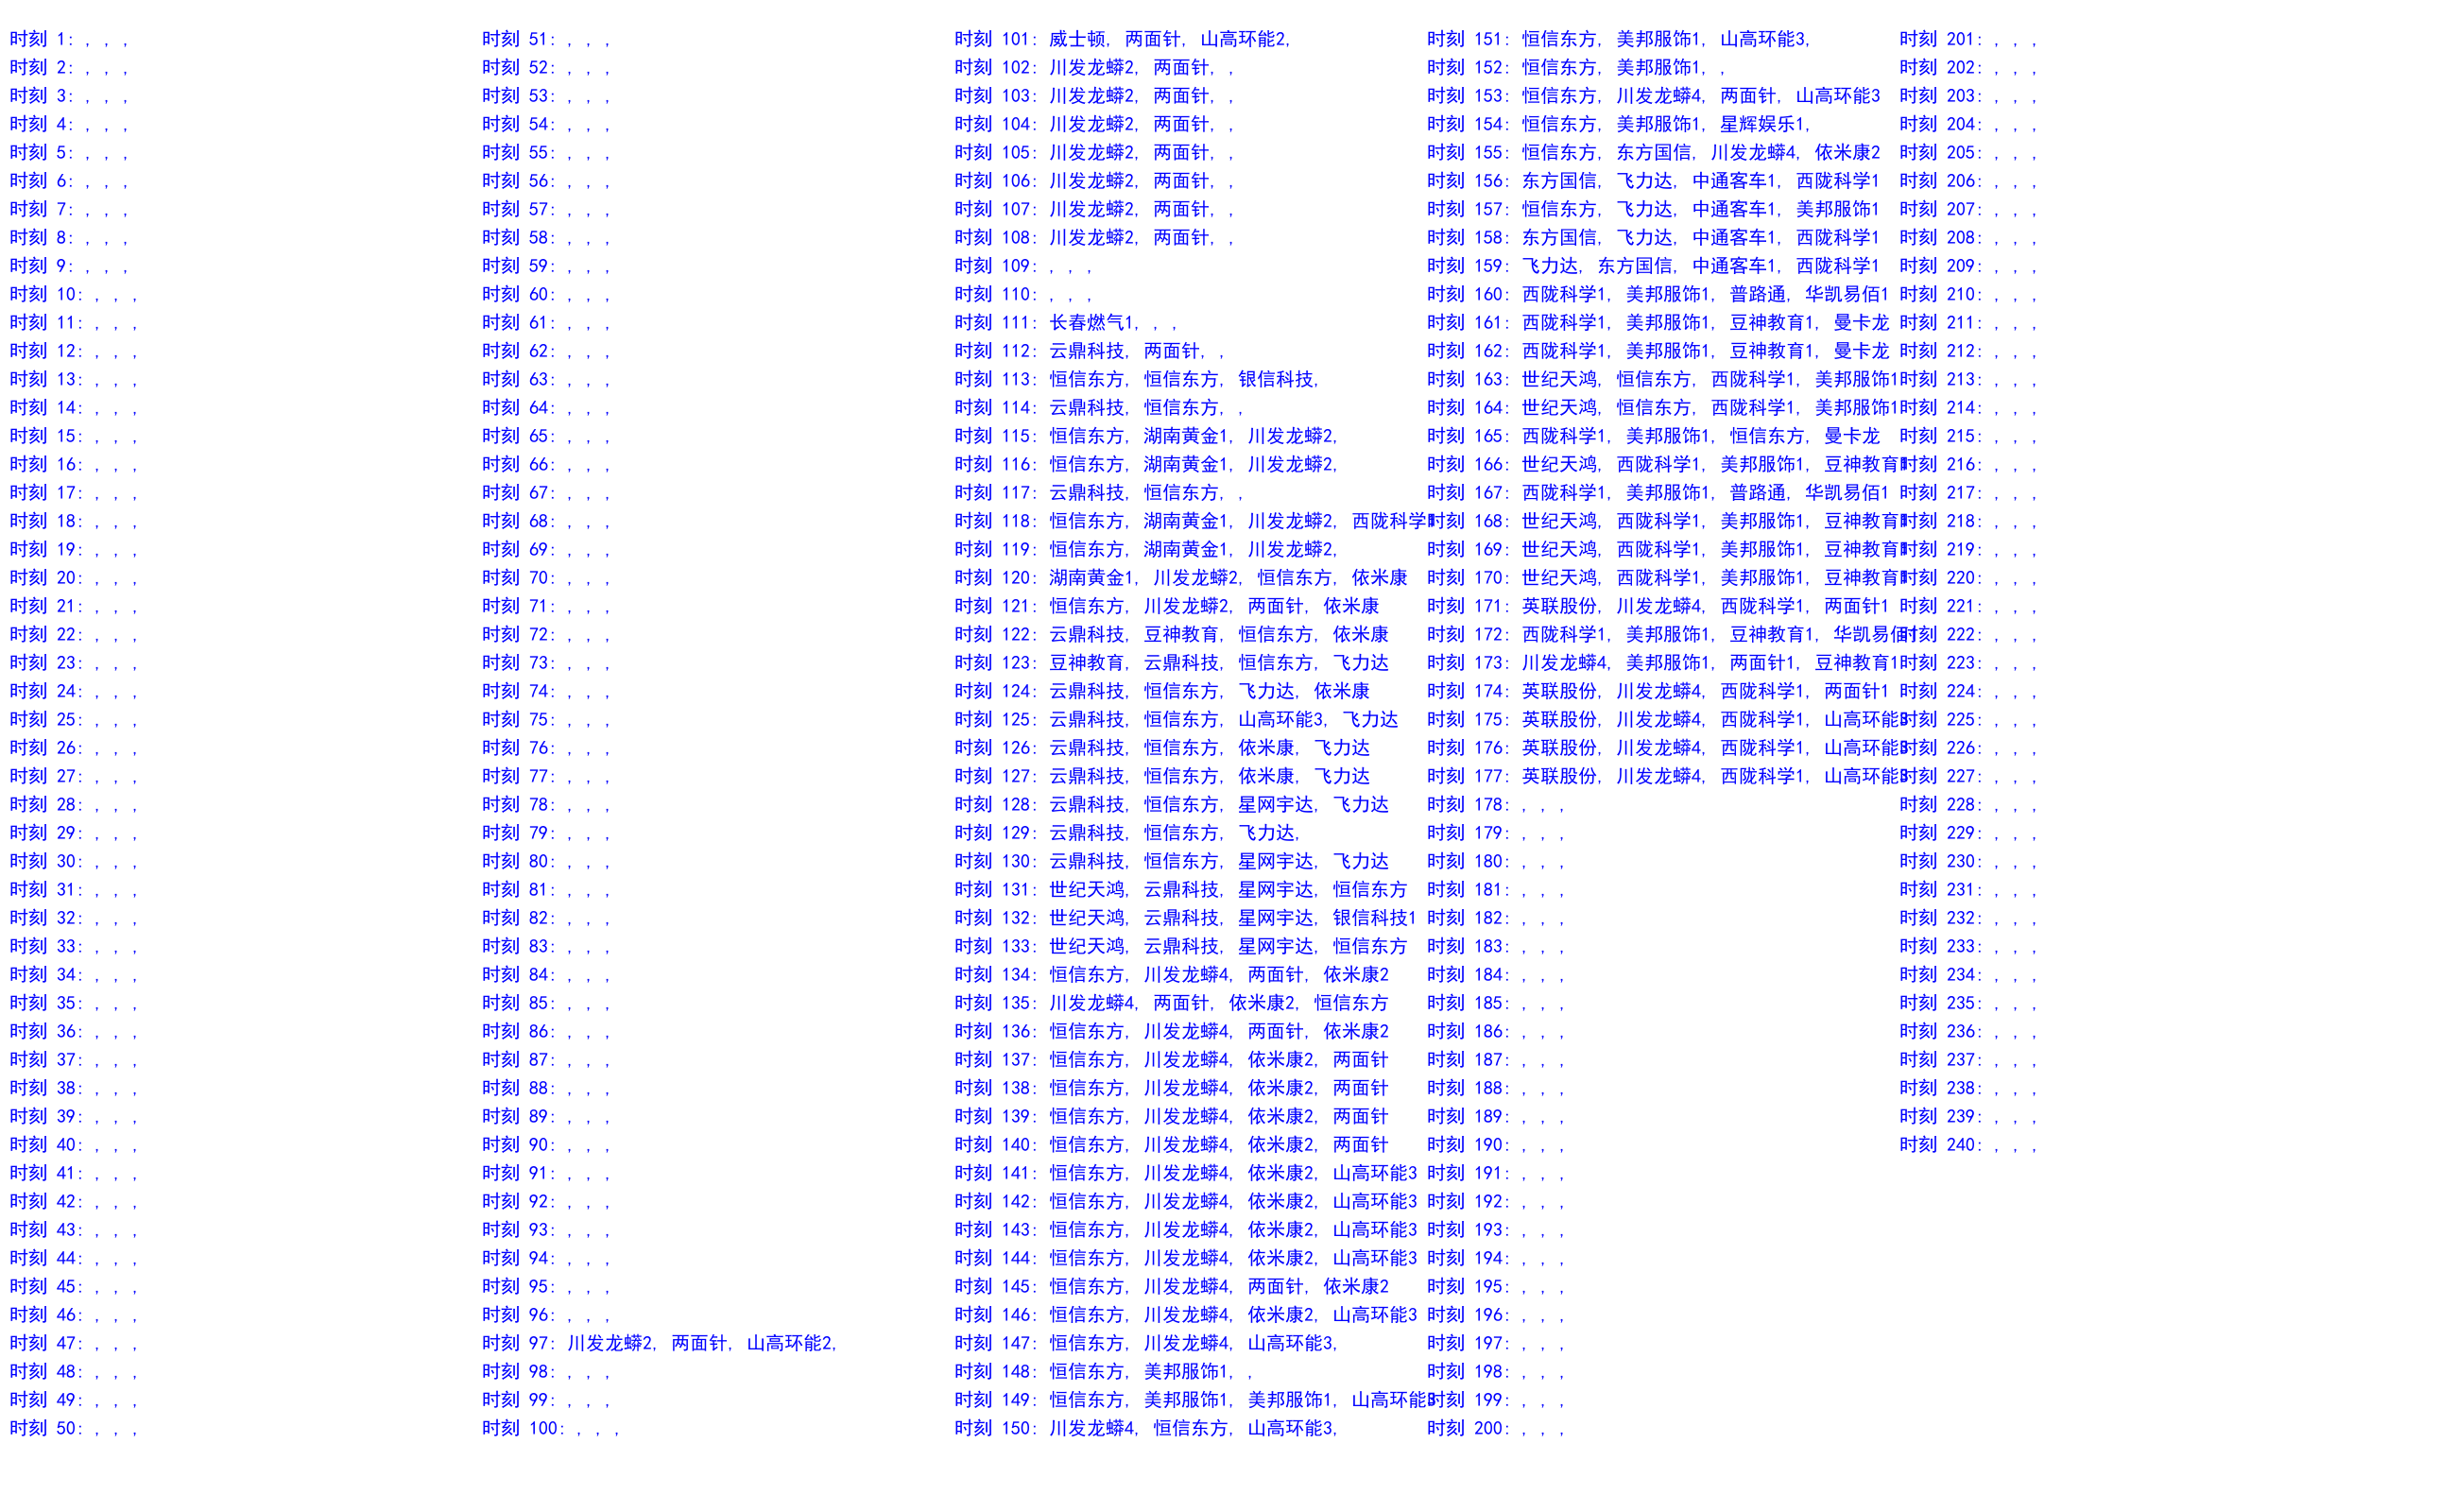 时刻 1: , , ,
时刻 2: , , ,
时刻 3: , , ,
时刻 4: , , ,
时刻 5: , , ,
时刻 6: , , ,
时刻 7: , , ,
时刻 8: , , ,
时刻 9: , , ,
时刻 10: , , ,
时刻 11: , , ,
时刻 12: , , ,
时刻 13: , , ,
时刻 14: , , ,
时刻 15: , , ,
时刻 16: , , ,
时刻 17: , , ,
时刻 18: , , ,
时刻 19: , , ,
时刻 20: , , ,
时刻 21: , , ,
时刻 22: , , ,
时刻 23: , , ,
时刻 24: , , ,
时刻 25: , , ,
时刻 26: , , ,
时刻 27: , , ,
时刻 28: , , ,
时刻 29: , , ,
时刻 30: , , ,
时刻 31: , , ,
时刻 32: , , ,
时刻 33: , , ,
时刻 34: , , ,
时刻 35: , , ,
时刻 36: , , ,
时刻 37: , , ,
时刻 38: , , ,
时刻 39: , , ,
时刻 40: , , ,
时刻 41: , , ,
时刻 42: , , ,
时刻 43: , , ,
时刻 44: , , ,
时刻 45: , , ,
时刻 46: , , ,
时刻 47: , , ,
时刻 48: , , ,
时刻 49: , , ,
时刻 50: , , ,
时刻 51: , , ,
时刻 52: , , ,
时刻 53: , , ,
时刻 54: , , ,
时刻 55: , , ,
时刻 56: , , ,
时刻 57: , , ,
时刻 58: , , ,
时刻 59: , , ,
时刻 60: , , ,
时刻 61: , , ,
时刻 62: , , ,
时刻 63: , , ,
时刻 64: , , ,
时刻 65: , , ,
时刻 66: , , ,
时刻 67: , , ,
时刻 68: , , ,
时刻 69: , , ,
时刻 70: , , ,
时刻 71: , , ,
时刻 72: , , ,
时刻 73: , , ,
时刻 74: , , ,
时刻 75: , , ,
时刻 76: , , ,
时刻 77: , , ,
时刻 78: , , ,
时刻 79: , , ,
时刻 80: , , ,
时刻 81: , , ,
时刻 82: , , ,
时刻 83: , , ,
时刻 84: , , ,
时刻 85: , , ,
时刻 86: , , ,
时刻 87: , , ,
时刻 88: , , ,
时刻 89: , , ,
时刻 90: , , ,
时刻 91: , , ,
时刻 92: , , ,
时刻 93: , , ,
时刻 94: , , ,
时刻 95: , , ,
时刻 96: , , ,
时刻 97: 川发龙蟒2, 两面针, 山高环能2,
时刻 98: , , ,
时刻 99: , , ,
时刻 100: , , ,
时刻 101: 威士顿, 两面针, 山高环能2,
时刻 102: 川发龙蟒2, 两面针, ,
时刻 103: 川发龙蟒2, 两面针, ,
时刻 104: 川发龙蟒2, 两面针, ,
时刻 105: 川发龙蟒2, 两面针, ,
时刻 106: 川发龙蟒2, 两面针, ,
时刻 107: 川发龙蟒2, 两面针, ,
时刻 108: 川发龙蟒2, 两面针, ,
时刻 109: , , ,
时刻 110: , , ,
时刻 111: 长春燃气1, , ,
时刻 112: 云鼎科技, 两面针, ,
时刻 113: 恒信东方, 恒信东方, 银信科技,
时刻 114: 云鼎科技, 恒信东方, ,
时刻 115: 恒信东方, 湖南黄金1, 川发龙蟒2,
时刻 116: 恒信东方, 湖南黄金1, 川发龙蟒2,
时刻 117: 云鼎科技, 恒信东方, ,
时刻 118: 恒信东方, 湖南黄金1, 川发龙蟒2, 西陇科学
时刻 119: 恒信东方, 湖南黄金1, 川发龙蟒2,
时刻 120: 湖南黄金1, 川发龙蟒2, 恒信东方, 依米康
时刻 121: 恒信东方, 川发龙蟒2, 两面针, 依米康
时刻 122: 云鼎科技, 豆神教育, 恒信东方, 依米康
时刻 123: 豆神教育, 云鼎科技, 恒信东方, 飞力达
时刻 124: 云鼎科技, 恒信东方, 飞力达, 依米康
时刻 125: 云鼎科技, 恒信东方, 山高环能3, 飞力达
时刻 126: 云鼎科技, 恒信东方, 依米康, 飞力达
时刻 127: 云鼎科技, 恒信东方, 依米康, 飞力达
时刻 128: 云鼎科技, 恒信东方, 星网宇达, 飞力达
时刻 129: 云鼎科技, 恒信东方, 飞力达,
时刻 130: 云鼎科技, 恒信东方, 星网宇达, 飞力达
时刻 131: 世纪天鸿, 云鼎科技, 星网宇达, 恒信东方
时刻 132: 世纪天鸿, 云鼎科技, 星网宇达, 银信科技1
时刻 133: 世纪天鸿, 云鼎科技, 星网宇达, 恒信东方
时刻 134: 恒信东方, 川发龙蟒4, 两面针, 依米康2
时刻 135: 川发龙蟒4, 两面针, 依米康2, 恒信东方
时刻 136: 恒信东方, 川发龙蟒4, 两面针, 依米康2
时刻 137: 恒信东方, 川发龙蟒4, 依米康2, 两面针
时刻 138: 恒信东方, 川发龙蟒4, 依米康2, 两面针
时刻 139: 恒信东方, 川发龙蟒4, 依米康2, 两面针
时刻 140: 恒信东方, 川发龙蟒4, 依米康2, 两面针
时刻 141: 恒信东方, 川发龙蟒4, 依米康2, 山高环能3
时刻 142: 恒信东方, 川发龙蟒4, 依米康2, 山高环能3
时刻 143: 恒信东方, 川发龙蟒4, 依米康2, 山高环能3
时刻 144: 恒信东方, 川发龙蟒4, 依米康2, 山高环能3
时刻 145: 恒信东方, 川发龙蟒4, 两面针, 依米康2
时刻 146: 恒信东方, 川发龙蟒4, 依米康2, 山高环能3
时刻 147: 恒信东方, 川发龙蟒4, 山高环能3,
时刻 148: 恒信东方, 美邦服饰1, ,
时刻 149: 恒信东方, 美邦服饰1, 美邦服饰1, 山高环能
时刻 150: 川发龙蟒4, 恒信东方, 山高环能3,
时刻 151: 恒信东方, 美邦服饰1, 山高环能3,
时刻 152: 恒信东方, 美邦服饰1, ,
时刻 153: 恒信东方, 川发龙蟒4, 两面针, 山高环能3
时刻 154: 恒信东方, 美邦服饰1, 星辉娱乐1,
时刻 155: 恒信东方, 东方国信, 川发龙蟒4, 依米康2
时刻 156: 东方国信, 飞力达, 中通客车1, 西陇科学1
时刻 157: 恒信东方, 飞力达, 中通客车1, 美邦服饰1
时刻 158: 东方国信, 飞力达, 中通客车1, 西陇科学1
时刻 159: 飞力达, 东方国信, 中通客车1, 西陇科学1
时刻 160: 西陇科学1, 美邦服饰1, 普路通, 华凯易佰1
时刻 161: 西陇科学1, 美邦服饰1, 豆神教育1, 曼卡龙
时刻 162: 西陇科学1, 美邦服饰1, 豆神教育1, 曼卡龙
时刻 163: 世纪天鸿, 恒信东方, 西陇科学1, 美邦服饰1
时刻 164: 世纪天鸿, 恒信东方, 西陇科学1, 美邦服饰1
时刻 165: 西陇科学1, 美邦服饰1, 恒信东方, 曼卡龙
时刻 166: 世纪天鸿, 西陇科学1, 美邦服饰1, 豆神教育
时刻 167: 西陇科学1, 美邦服饰1, 普路通, 华凯易佰1
时刻 168: 世纪天鸿, 西陇科学1, 美邦服饰1, 豆神教育
时刻 169: 世纪天鸿, 西陇科学1, 美邦服饰1, 豆神教育
时刻 170: 世纪天鸿, 西陇科学1, 美邦服饰1, 豆神教育
时刻 171: 英联股份, 川发龙蟒4, 西陇科学1, 两面针1
时刻 172: 西陇科学1, 美邦服饰1, 豆神教育1, 华凯易佰1
时刻 173: 川发龙蟒4, 美邦服饰1, 两面针1, 豆神教育1
时刻 174: 英联股份, 川发龙蟒4, 西陇科学1, 两面针1
时刻 175: 英联股份, 川发龙蟒4, 西陇科学1, 山高环能
时刻 176: 英联股份, 川发龙蟒4, 西陇科学1, 山高环能
时刻 177: 英联股份, 川发龙蟒4, 西陇科学1, 山高环能
时刻 178: , , ,
时刻 179: , , ,
时刻 180: , , ,
时刻 181: , , ,
时刻 182: , , ,
时刻 183: , , ,
时刻 184: , , ,
时刻 185: , , ,
时刻 186: , , ,
时刻 187: , , ,
时刻 188: , , ,
时刻 189: , , ,
时刻 190: , , ,
时刻 191: , , ,
时刻 192: , , ,
时刻 193: , , ,
时刻 194: , , ,
时刻 195: , , ,
时刻 196: , , ,
时刻 197: , , ,
时刻 198: , , ,
时刻 199: , , ,
时刻 200: , , ,
时刻 201: , , ,
时刻 202: , , ,
时刻 203: , , ,
时刻 204: , , ,
时刻 205: , , ,
时刻 206: , , ,
时刻 207: , , ,
时刻 208: , , ,
时刻 209: , , ,
时刻 210: , , ,
时刻 211: , , ,
时刻 212: , , ,
时刻 213: , , ,
时刻 214: , , ,
时刻 215: , , ,
时刻 216: , , ,
时刻 217: , , ,
时刻 218: , , ,
时刻 219: , , ,
时刻 220: , , ,
时刻 221: , , ,
时刻 222: , , ,
时刻 223: , , ,
时刻 224: , , ,
时刻 225: , , ,
时刻 226: , , ,
时刻 227: , , ,
时刻 228: , , ,
时刻 229: , , ,
时刻 230: , , ,
时刻 231: , , ,
时刻 232: , , ,
时刻 233: , , ,
时刻 234: , , ,
时刻 235: , , ,
时刻 236: , , ,
时刻 237: , , ,
时刻 238: , , ,
时刻 239: , , ,
时刻 240: , , ,